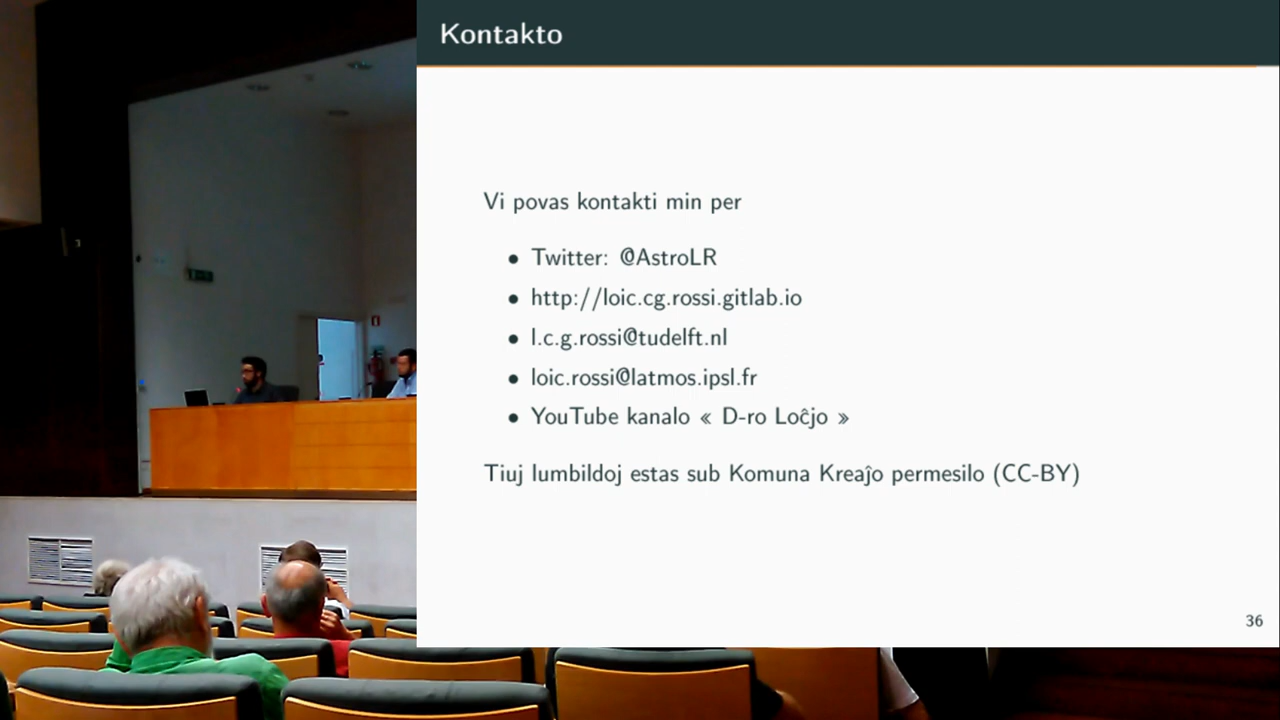 Kontakto
Vi povas kontakti min per
• Twitter: @AstroLR
• http://loic.cg.rossi.gitlab.io
• l.c.g.rossi@tudelft.nl
• loic.rossi@latmos.ipsl.fr
• YouTube kanalo « D-ro Loĉjo »
Tiuj lumbildoj estas sub Komuna Kreaĵo permesilo (CC-BY)
36